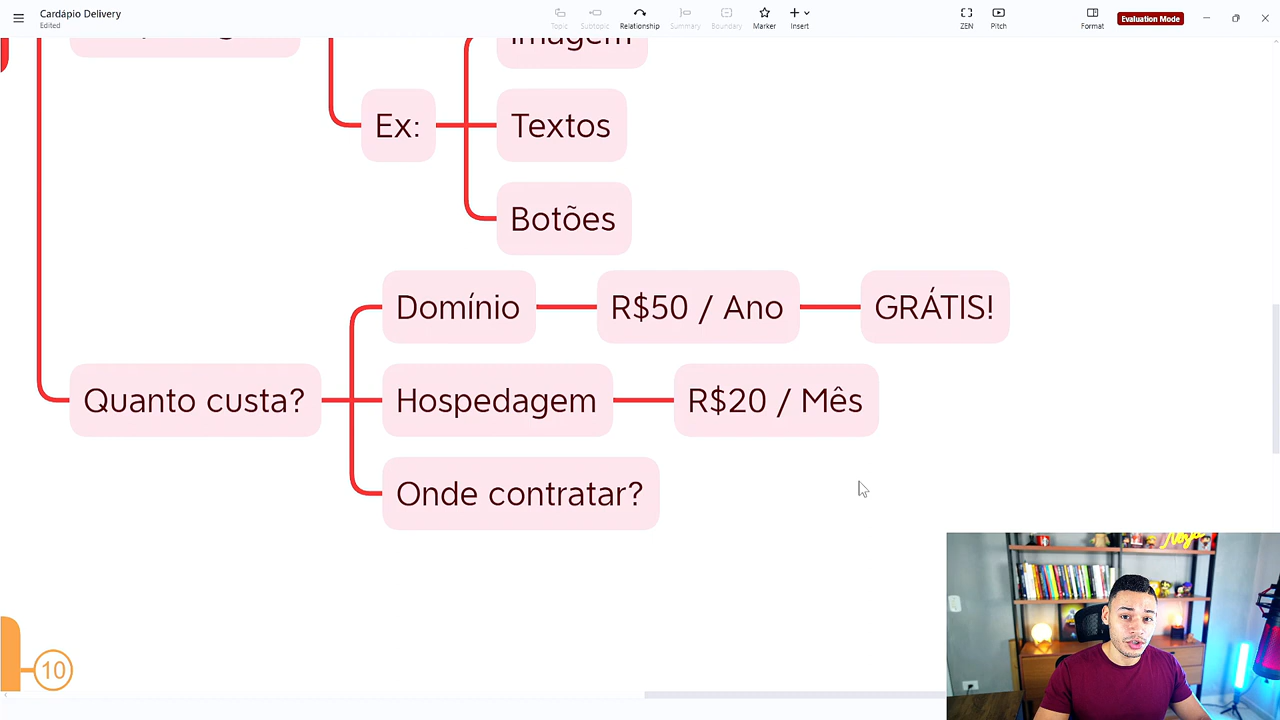 Cardápio Delivery
Edited
Topic
Subtopic
Relationship
Summary
Boundary
Marker
Insert
ZEN
Pitch
Format
Evaluation Mode
Imagem
Ex:
Textos
Botões
Domínio
R$50 / Ano
GRÁTIS!
Quanto custa?
Hospedagem
R$20 / Mês
Onde contratar?
10